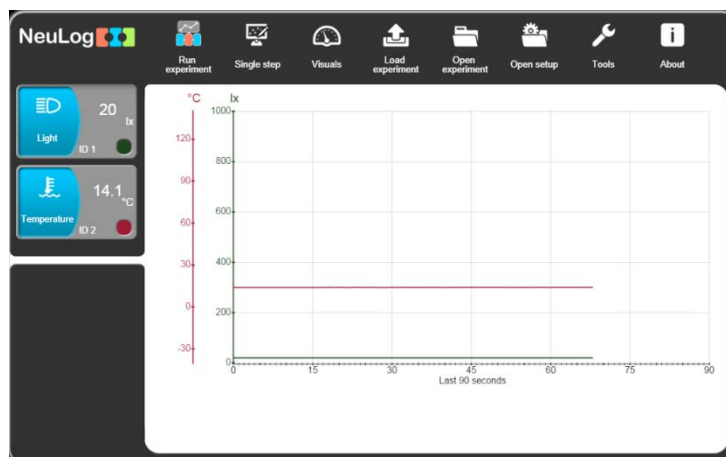 NeuLog
Run experiment
Single step
Visuals
Load experiment
Open experiment
Open setup
Tools
About
Light
20 lx
ID 1
Temperature
14.1 °C
ID 2
°C
lx
120
90
60
30
0
-30
1000
800
600
400
200
0
0 15 30 45 60 75 90
Last 90 seconds